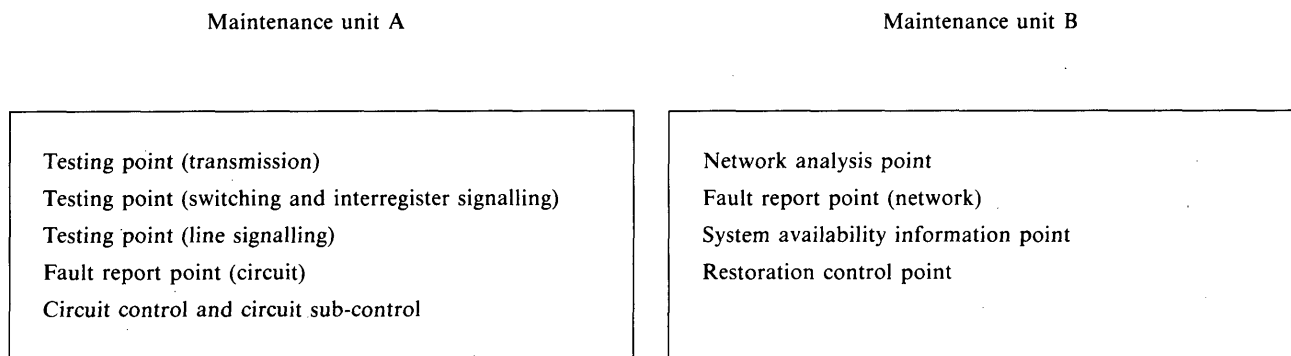 Maintenance unit A
Maintenance unit B
Testing point (transmission)
Testing point (switching and interregister signalling)
Testing point (line signalling)
Fault report point (circuit)
Circuit control and circuit sub-control
Network analysis point
Fault report point (network)
System availability information point
Restoration control point